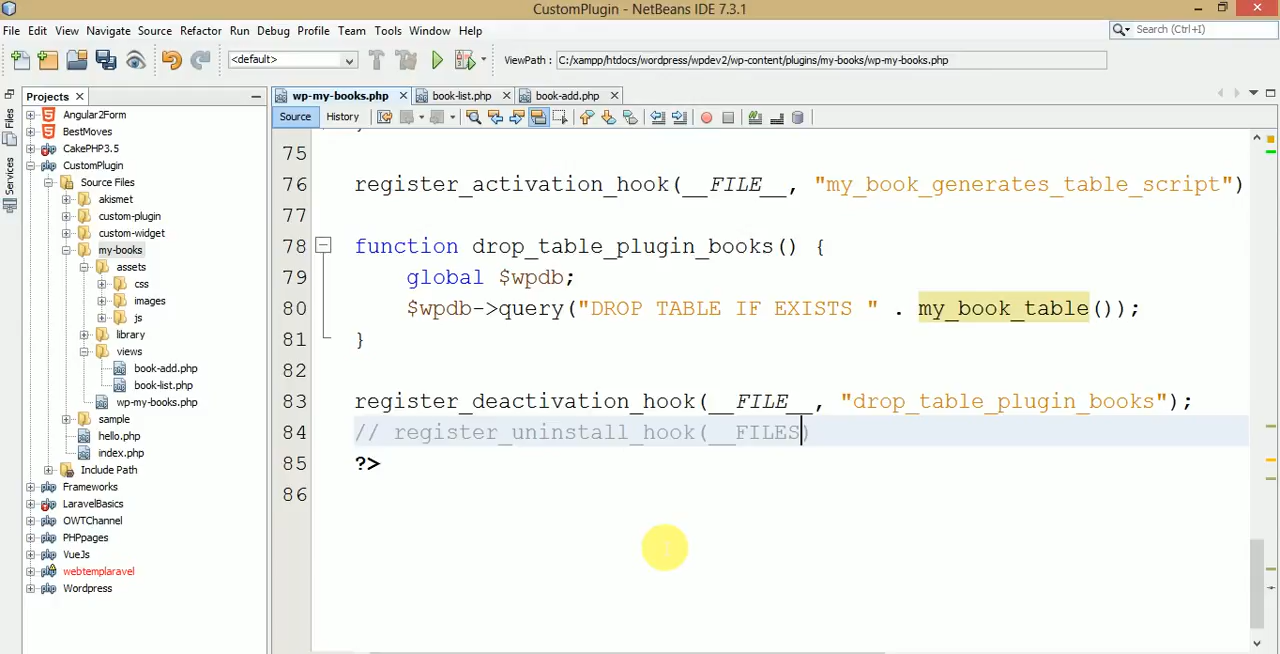 CustomPlugin - NetBeans IDE 7.3.1
File Edit View Navigate Source Refactor Run Debug Profile Team Tools Window Help
Search (Ctrl+I)
<default>
ViewPath : C:/xampp/htdocs/wordpress/wpdev2/wp-content/plugins/my-books/wp-my-books.php
Files
Services
Projects
Angular2Form
BestMoves
CakePHP3.5
CustomPlugin
Source Files
akismet
custom-plugin
custom-widget
my-books
assets
css
images
js
library
views
book-add.php
book-list.php
wp-my-books.php
sample
hello.php
index.php
Include Path
Frameworks
LaravelBasics
OWTChannel
PHPpages
VueJs
webtemplaravel
Wordpress
wp-my-books.php book-list.php book-add.php
Source History
75
76 register_activation_hook(__FILE__, "my_book_generates_table_script")
77
78 function drop_table_plugin_books() {
79 global $wpdb;
80 $wpdb->query("DROP TABLE IF EXISTS " . my_book_table());
81 }
82
83 register_deactivation_hook(__FILE__, "drop_table_plugin_books");
84 // register_uninstall_hook(__FILES)
85 ?>
86